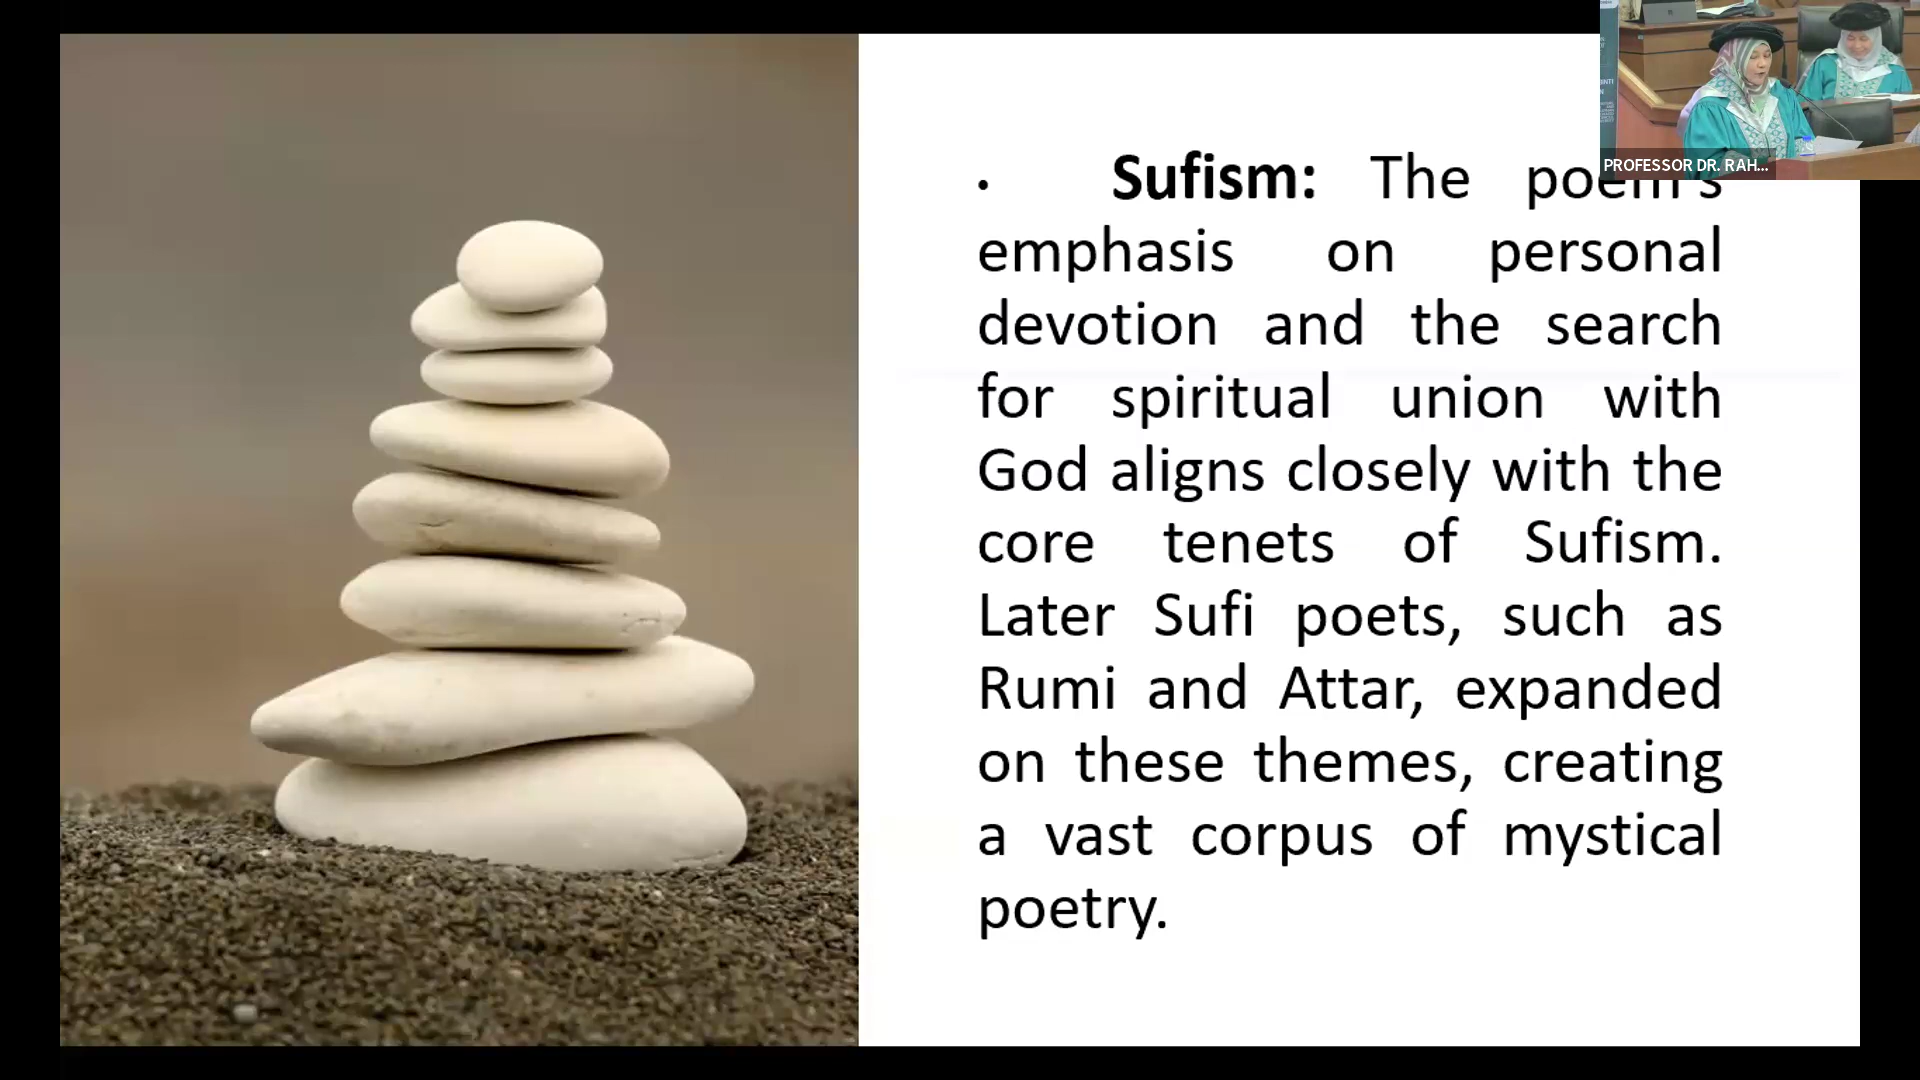 • Sufism: The poem's
emphasis on personal
devotion and the search
for spiritual union with
God aligns closely with the
core tenets of Sufism.
Later Sufi poets, such as
Rumi and Attar, expanded
on these themes, creating
a vast corpus of mystical
poetry.
PROFESSOR DR. RAH...